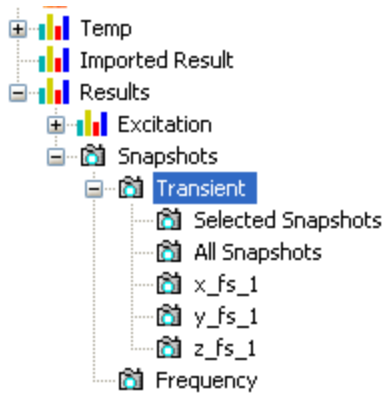 Temp
Imported Result
Results
Excitation
Snapshots
Transient
Selected Snapshots
All Snapshots
x_fs_1
y_fs_1
z_fs_1
Frequency